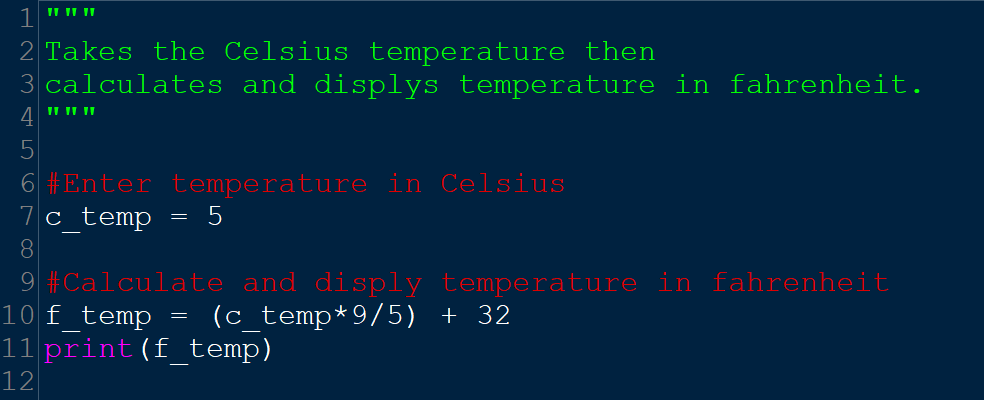 1 """
2 Takes the Celsius temperature then
3 calculates and displys temperature in fahrenheit.
4 """
5
6 #Enter temperature in Celsius
7 c_temp = 5
8
9 #Calculate and disply temperature in fahrenheit
10 f_temp = (c_temp*9/5) + 32
11 print(f_temp)
12